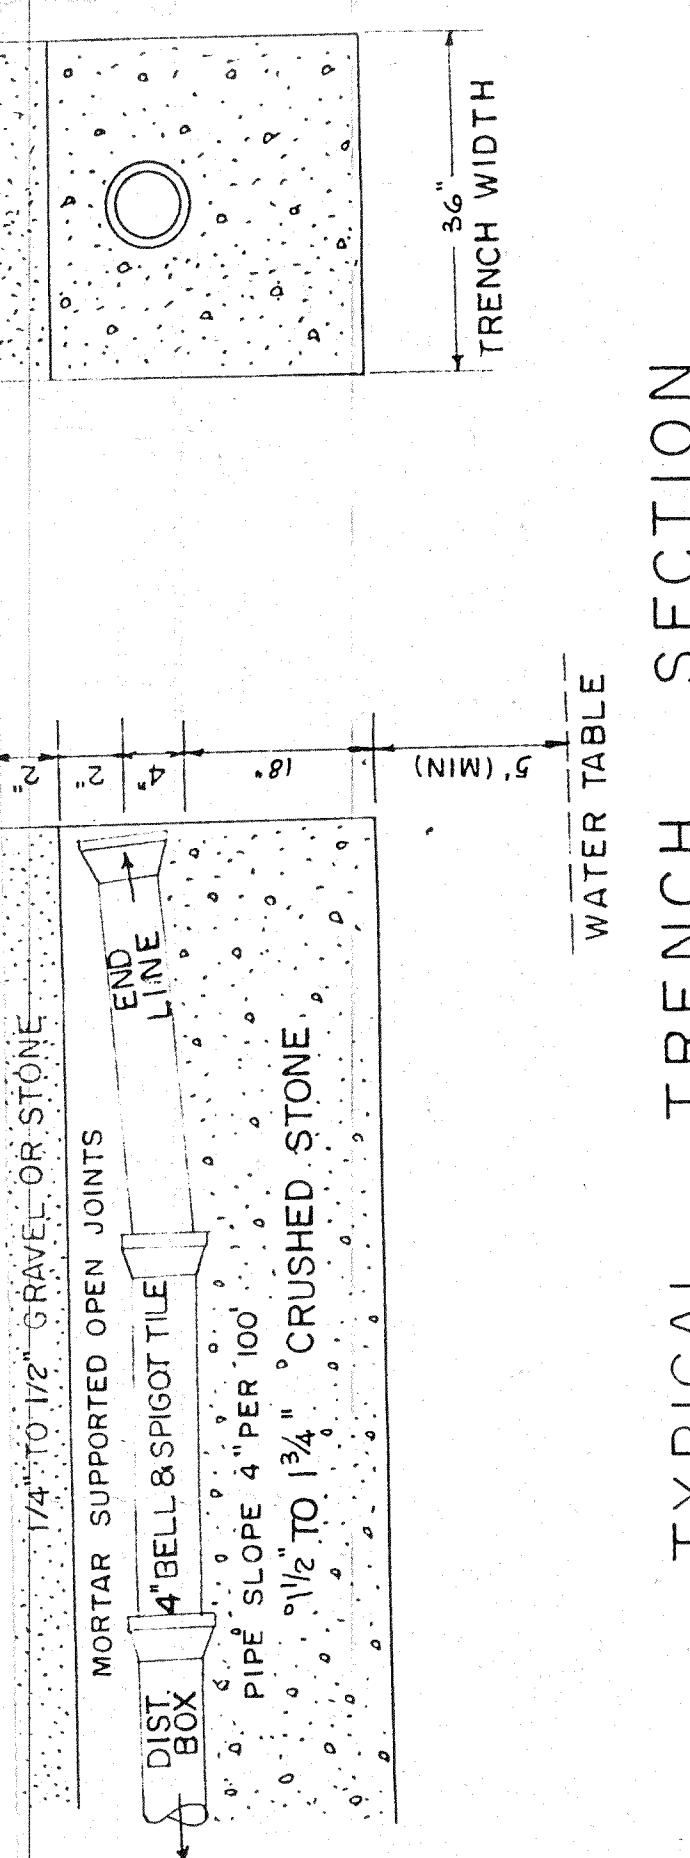 1/4" TO 1/2" GRAVEL OR STONE
MORTAR SUPPORTED OPEN JOINTS
DIST.
BOX
4" BELL & SPIGOT TILE
END
LINE
PIPE SLOPE 4" PER 100'
1 1/2" TO 1 3/4" CRUSHED STONE
2"
2"
4"
18"
5' (MIN)
WATER TABLE
36"
TRENCH WIDTH
TYPICAL TRENCH SECTION